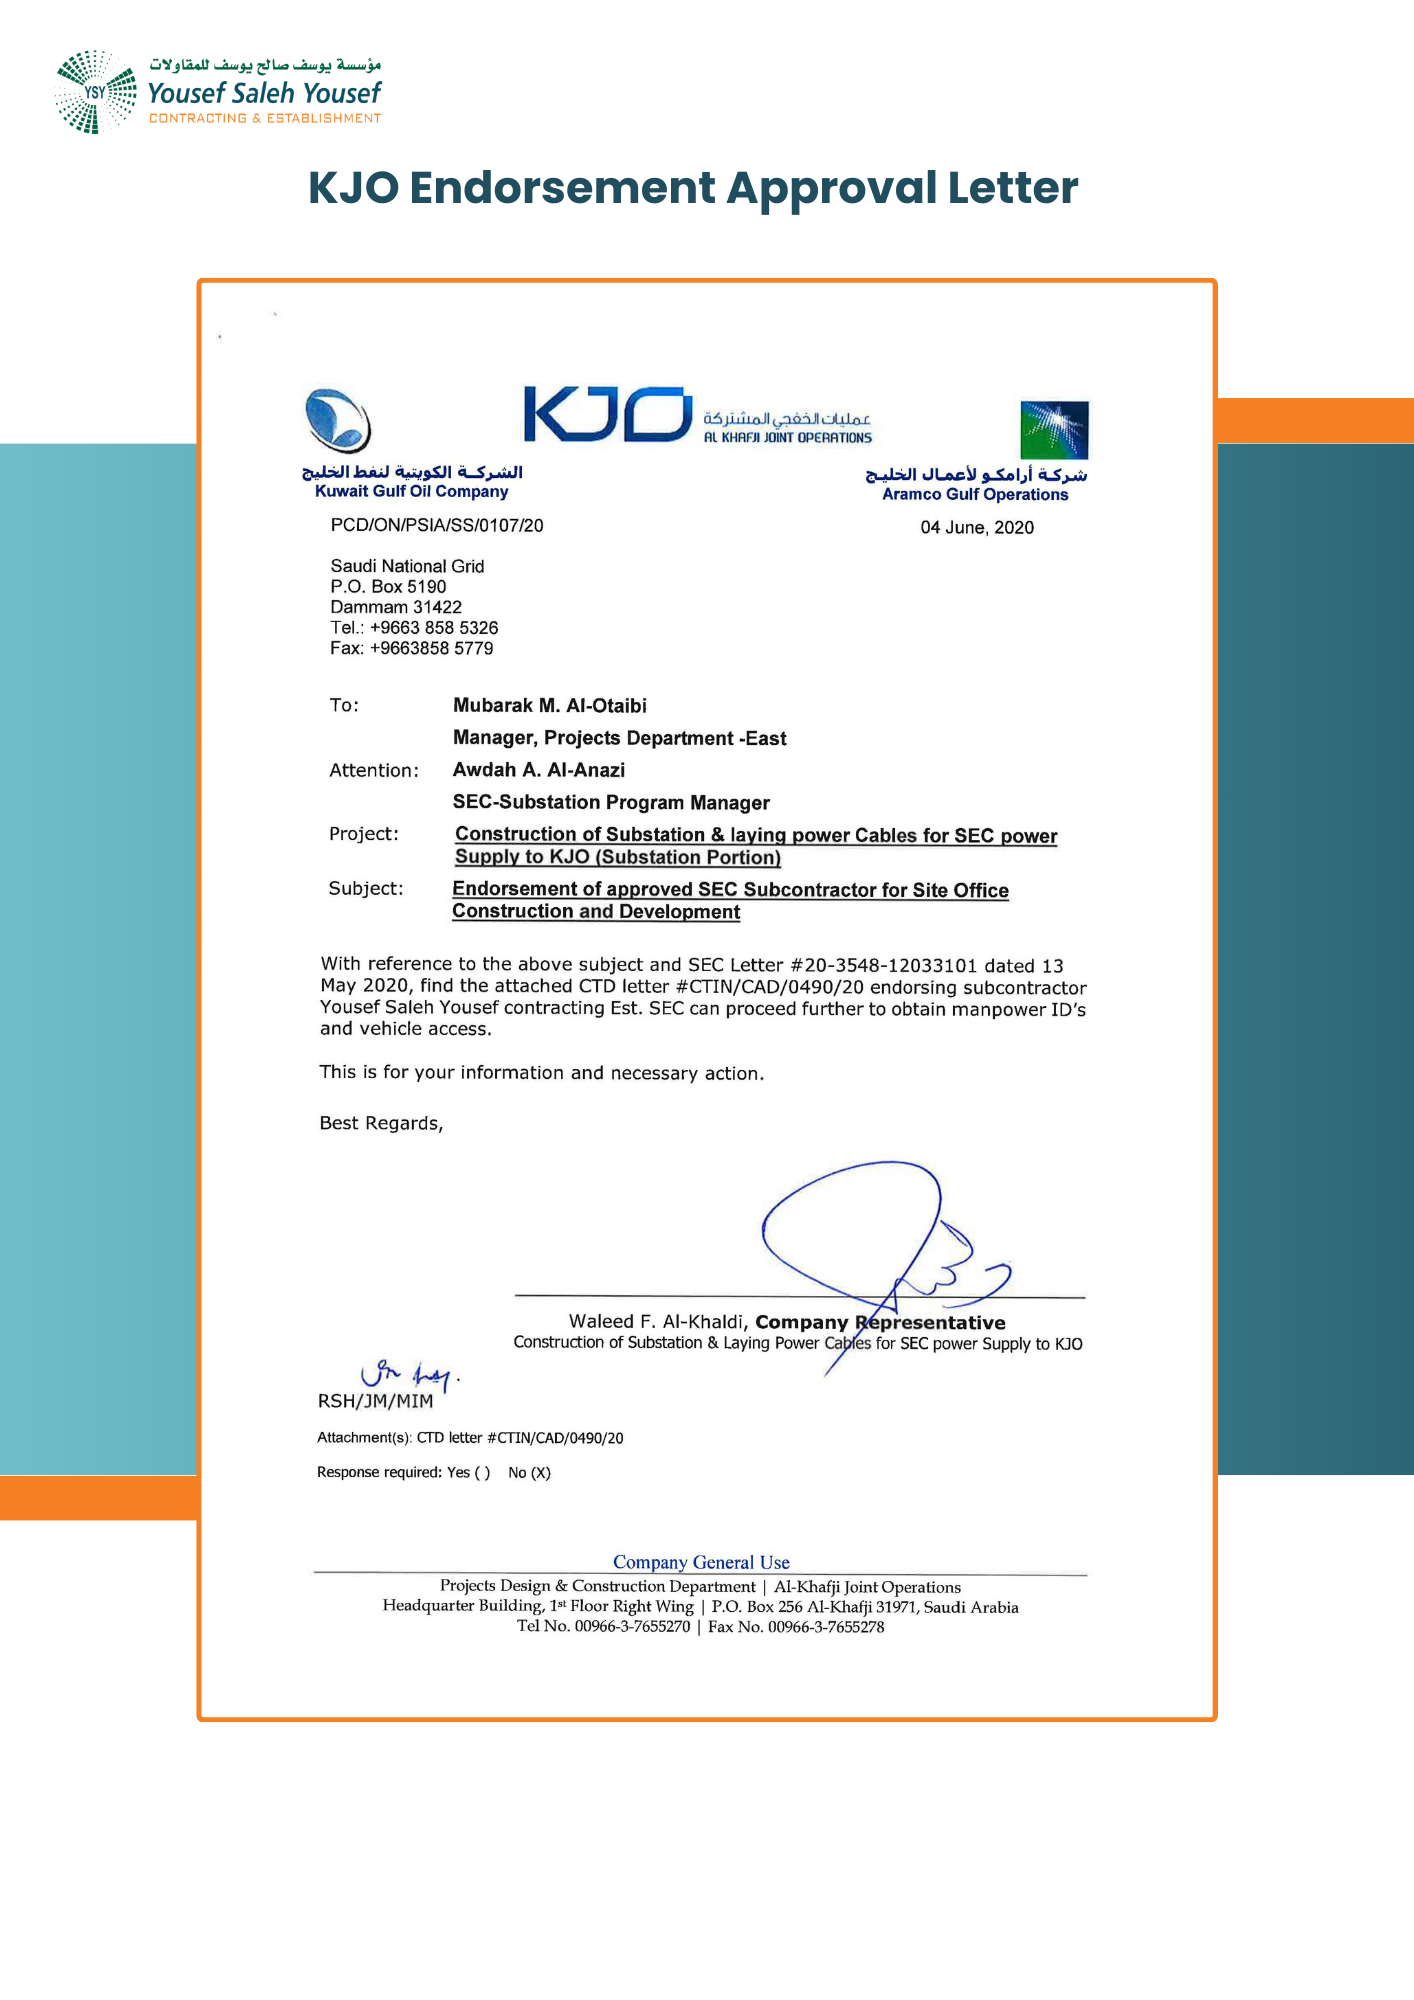 مؤسسة يوسف صالح يوسف للمقاولات
YSY
Yousef Saleh Yousef
CONTRACTING & ESTABLISHMENT
KJO Endorsement Approval Letter
KJO
عمليات الخفجي المشتركة
AL KHAFJI JOINT OPERATIONS
الشركة الكويتية لنفط الخليج
Kuwait Gulf Oil Company
شركة أرامكو لأعمال الخليج
Aramco Gulf Operations
PCD/ON/PSIA/SS/0107/20
04 June, 2020
Saudi National Grid
P.O. Box 5190
Dammam 31422
Tel.: +9663 858 5326
Fax: +9663858 5779
To: Mubarak M. Al-Otaibi
Manager, Projects Department -East
Attention: Awdah A. Al-Anazi
SEC-Substation Program Manager
Project: Construction of Substation & laying power Cables for SEC power
Supply to KJO (Substation Portion)
Subject: Endorsement of approved SEC Subcontractor for Site Office
Construction and Development
With reference to the above subject and SEC Letter #20-3548-12033101 dated 13
May 2020, find the attached CTD letter #CTIN/CAD/0490/20 endorsing subcontractor
Yousef Saleh Yousef contracting Est. SEC can proceed further to obtain manpower ID's
and vehicle access.
This is for your information and necessary action.
Best Regards,
Waleed F. Al-Khaldi, Company Representative
Construction of Substation & Laying Power Cables for SEC power Supply to KJO
RSH/JM/MIM
Attachment(s): CTD letter #CTIN/CAD/0490/20
Response required: Yes ( ) No (X)
Company General Use
Projects Design & Construction Department | Al-Khafji Joint Operations
Headquarter Building, 1st Floor Right Wing | P.O. Box 256 Al-Khafji 31971, Saudi Arabia
Tel No. 00966-3-7655270 | Fax No. 00966-3-7655278